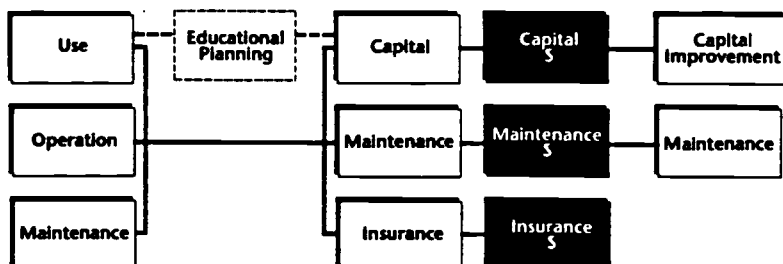 Use
Educational
Planning
Capital
Capital
$
Capital
Improvement
Operation
Maintenance
Maintenance
$
Maintenance
Maintenance
Insurance
Insurance
$